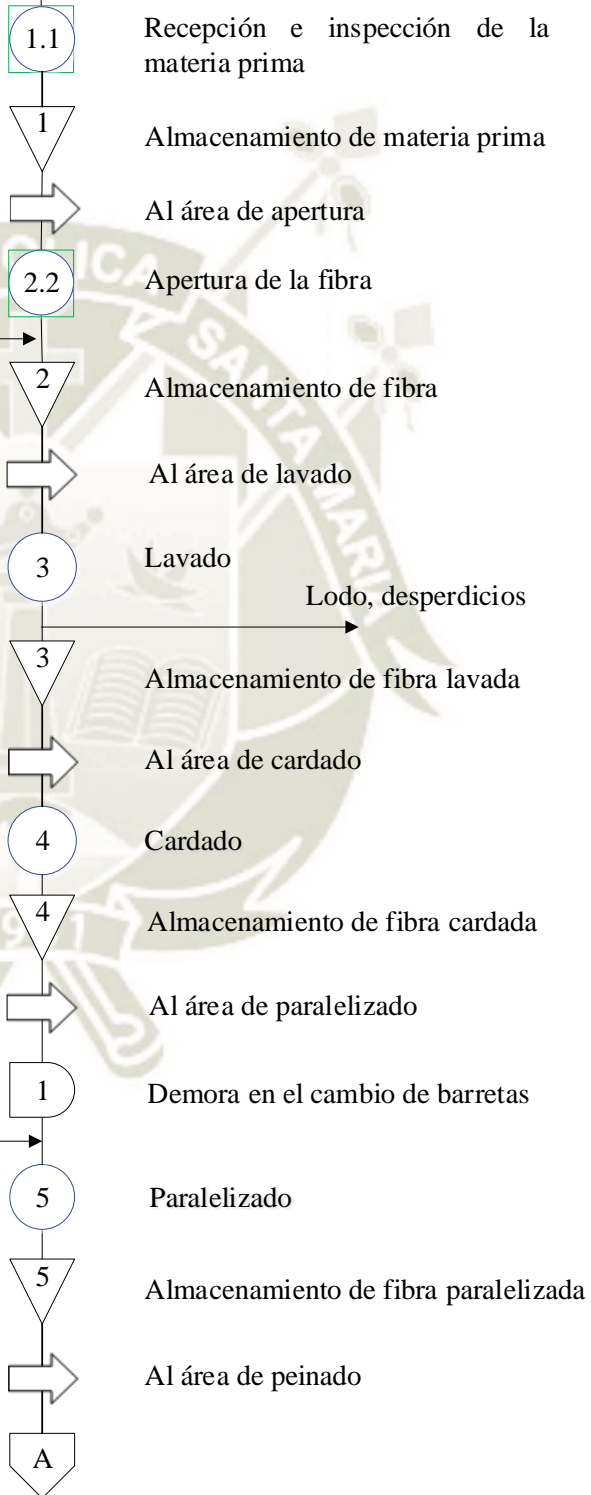 1.1 Recepción e inspección de la
materia prima
1 Almacenamiento de materia prima
Al área de apertura
2.2 Apertura de la fibra
2 Almacenamiento de fibra
Al área de lavado
3 Lavado
Lodo, desperdicios
3 Almacenamiento de fibra lavada
Al área de cardado
4 Cardado
4 Almacenamiento de fibra cardada
Al área de paralelizado
1 Demora en el cambio de barretas
5 Paralelizado
5 Almacenamiento de fibra paralelizada
Al área de peinado
A
SANTA MARIA